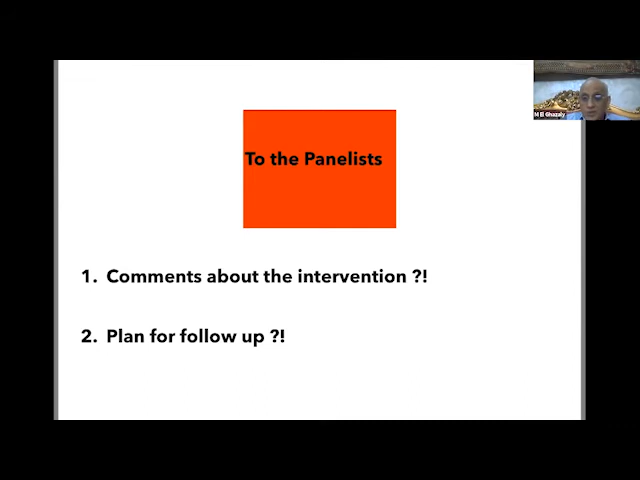 M El Ghazaly
To the Panelists
1. Comments about the intervention ?!
2. Plan for follow up ?!